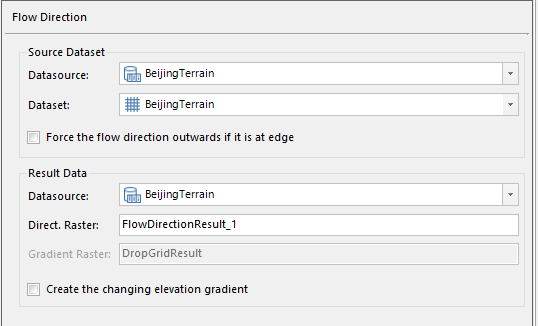 Flow Direction
Source Dataset
Datasource: BeijingTerrain
Dataset: BeijingTerrain
Force the flow direction outwards if it is at edge
Result Data
Datasource: BeijingTerrain
Direct. Raster: FlowDirectionResult_1
Gradient Raster: DropGridResult
Create the changing elevation gradient